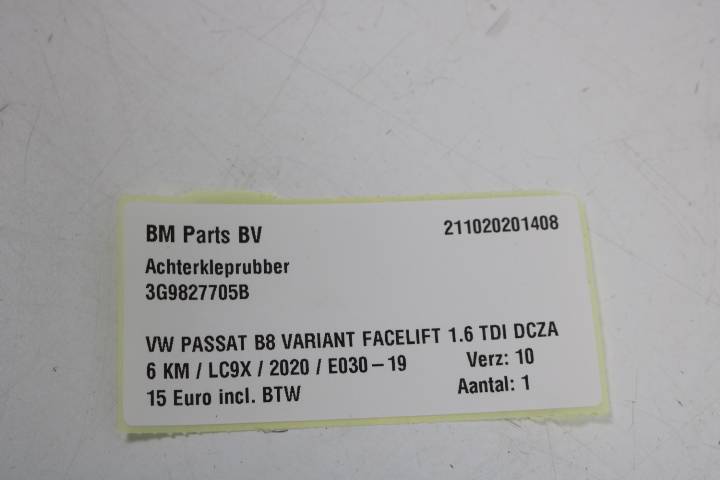 BM Parts BV 211020201408
Achterkleprubber
3G9827705B
VW PASSAT B8 VARIANT FACELIFT 1.6 TDI DCZA
6 KM / LC9X / 2020 / E030-19 Verz: 10
15 Euro incl. BTW Aantal: 1